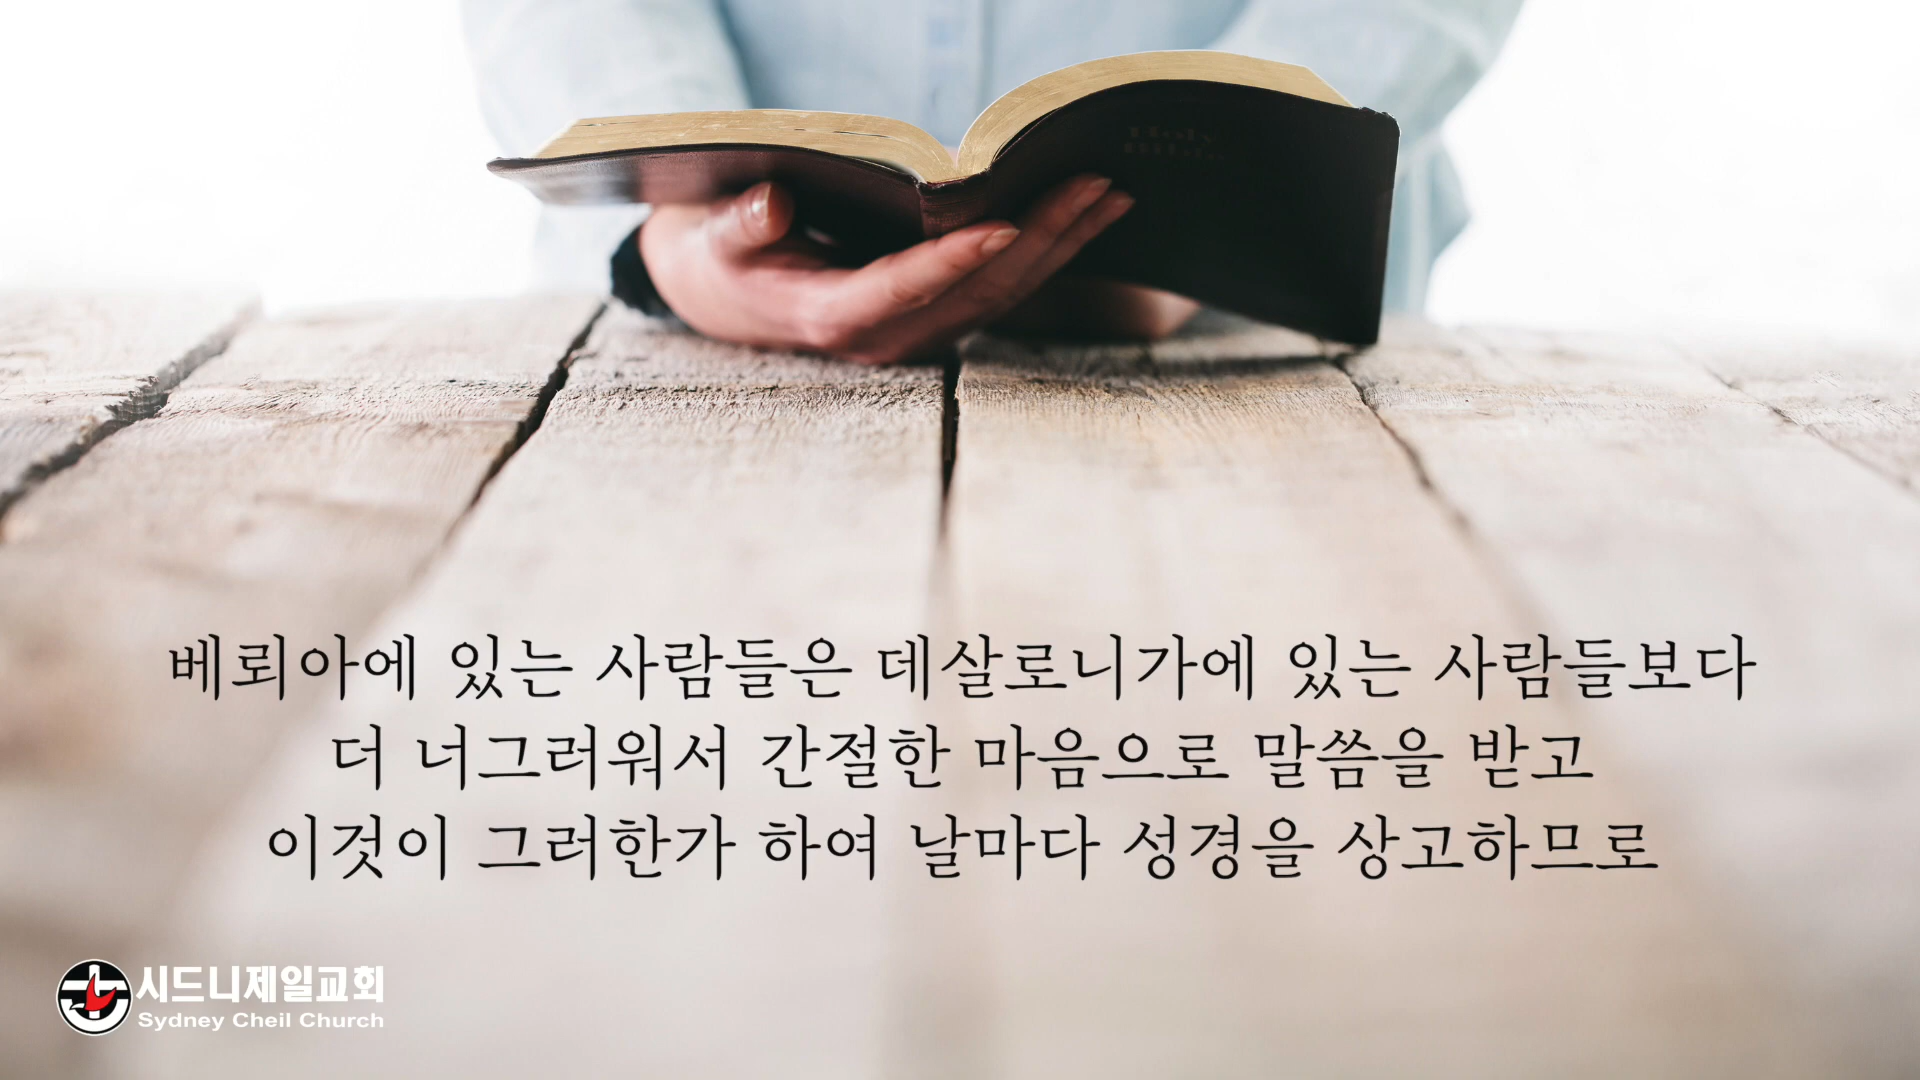 Holy
Bible
베뢰아에 있는 사람들은 데살로니가에 있는 사람들보다
더 너그러워서 간절한 마음으로 말씀을 받고
이것이 그러한가 하여 날마다 성경을 상고하므로
시드니제일교회
Sydney Cheil Church